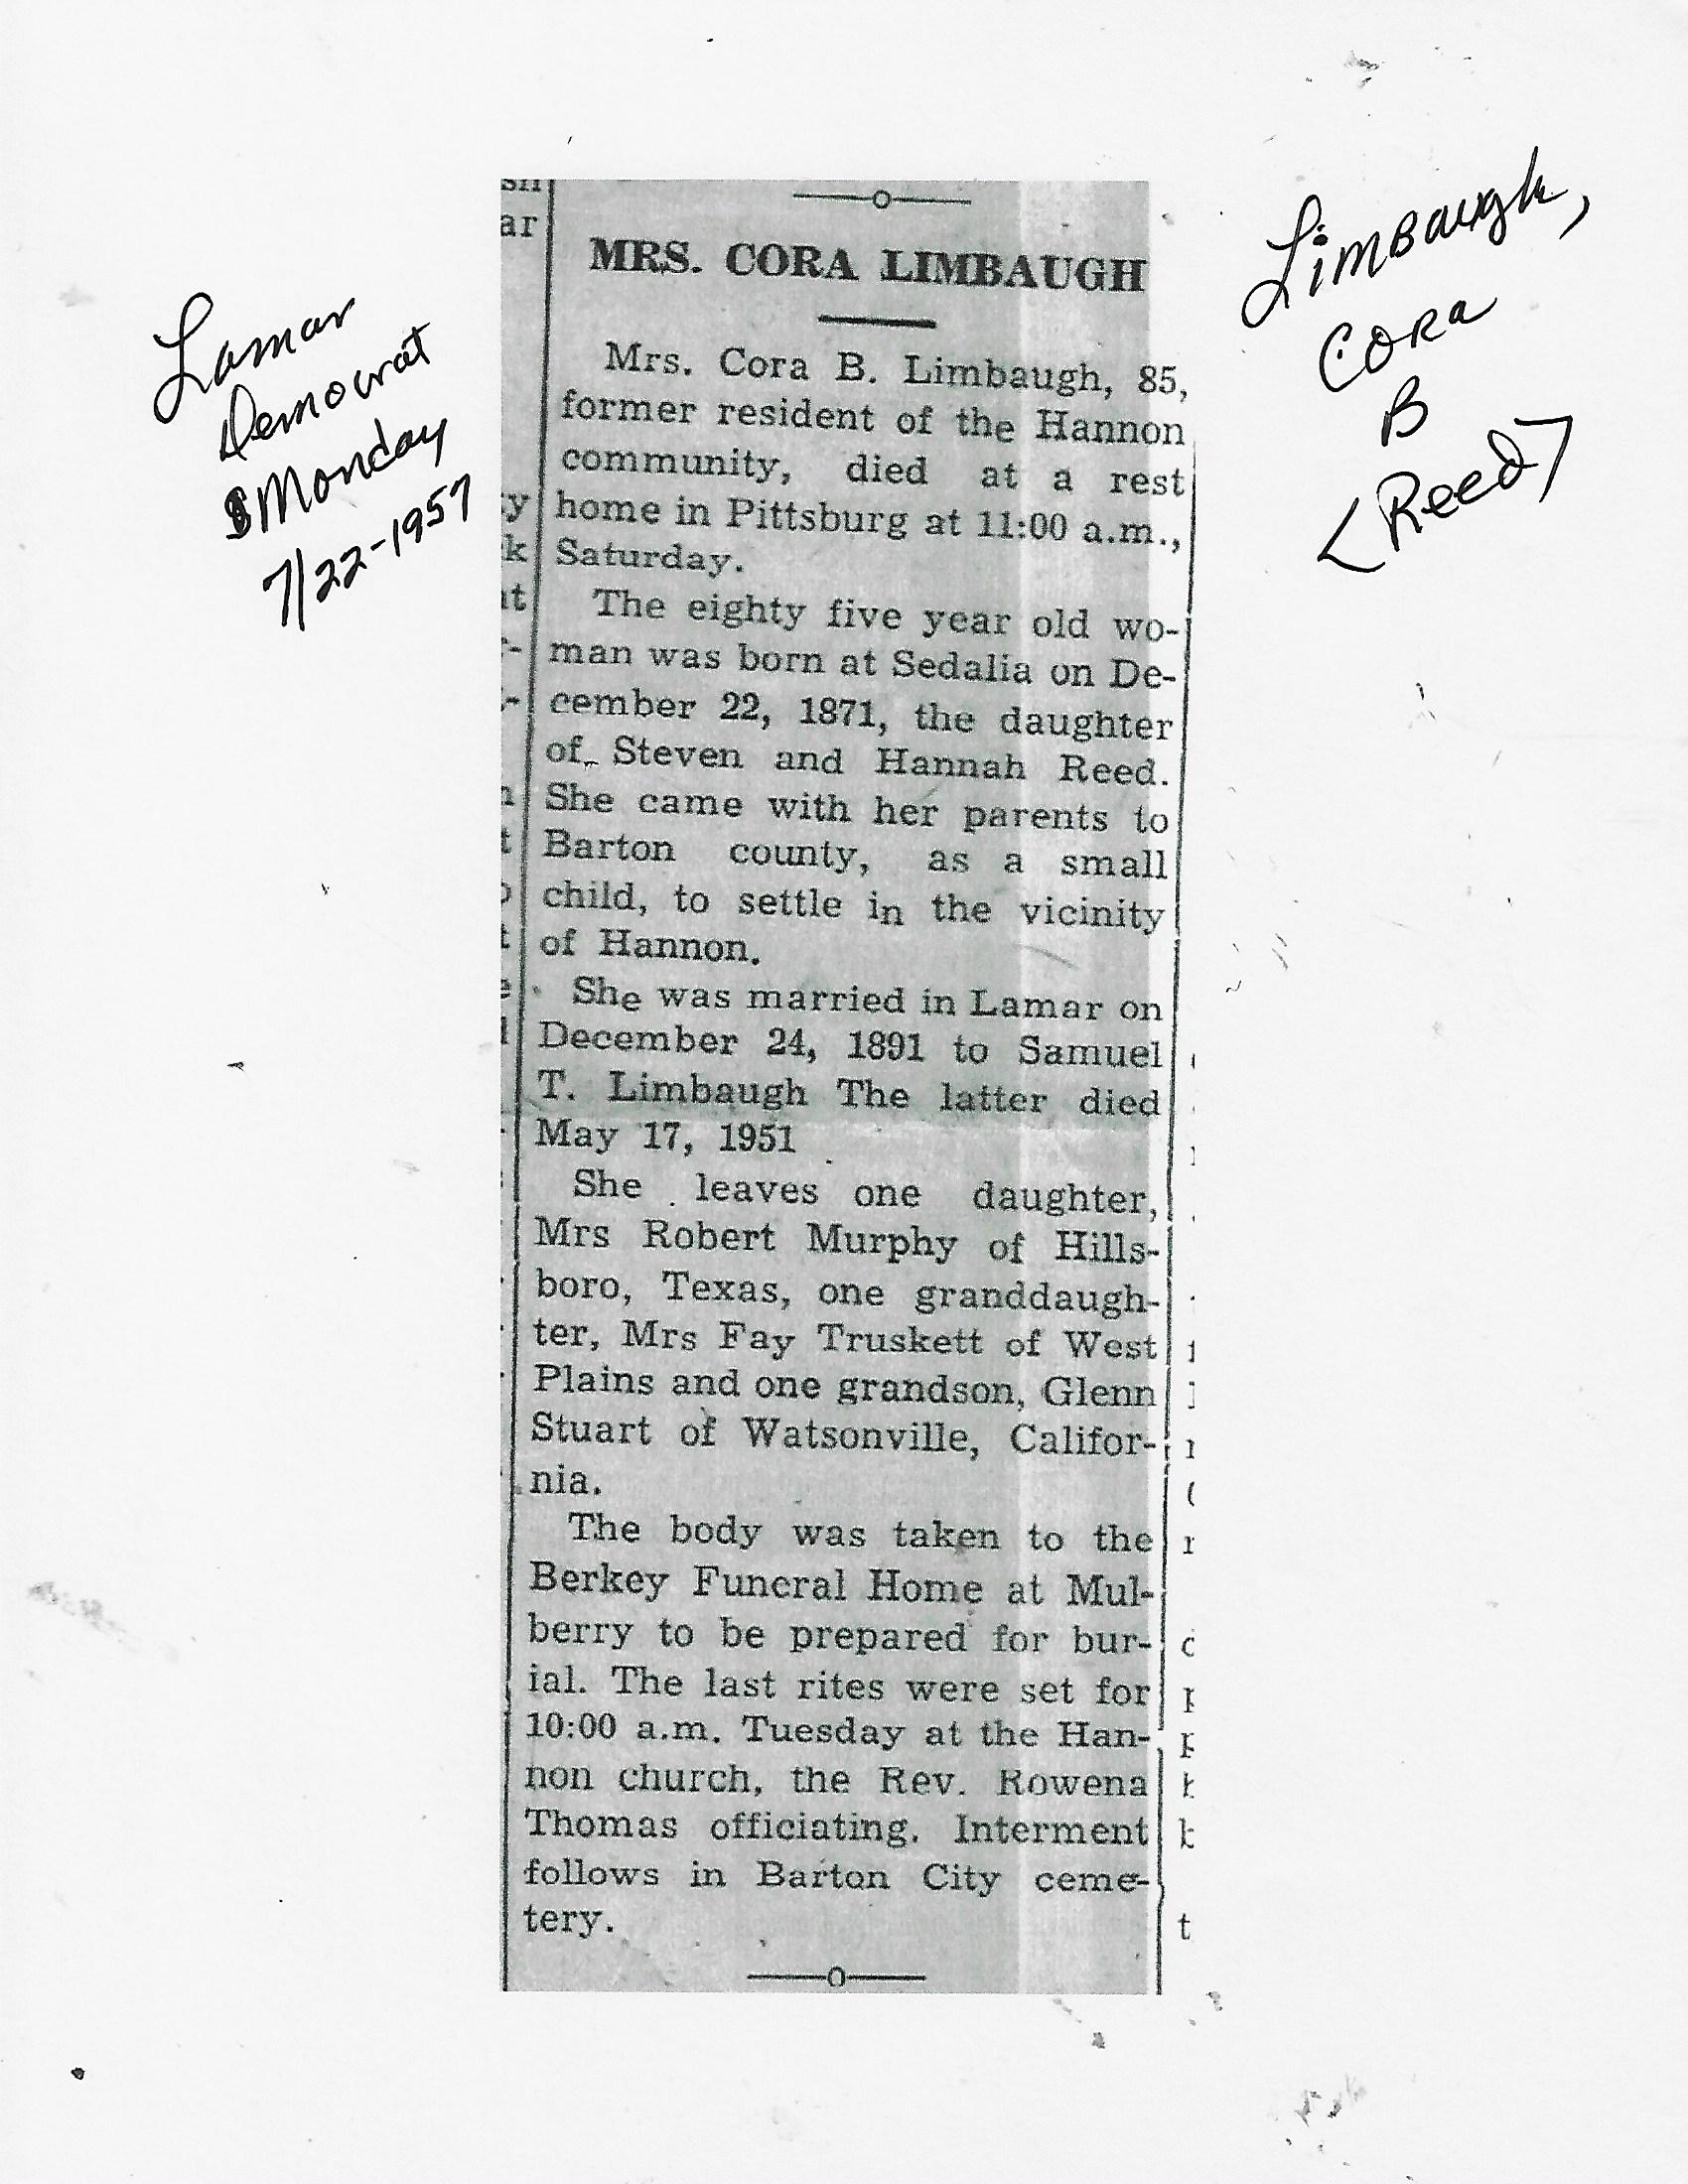 Lamar
Democrat
Monday
7/22-1957
Limbaugh,
Cora
B
<Reed>
MRS. CORA LIMBAUGH
Mrs. Cora B. Limbaugh, 85,
former resident of the Hannon
community, died at a rest
home in Pittsburg at 11:00 a.m.,
Saturday.
The eighty five year old wo-
man was born at Sedalia on De-
cember 22, 1871, the daughter
of Steven and Hannah Reed.
She came with her parents to
Barton county, as a small
child, to settle in the vicinity
of Hannon.
She was married in Lamar on
December 24, 1891 to Samuel
T. Limbaugh The latter died
May 17, 1951
She leaves one daughter,
Mrs Robert Murphy of Hills-
boro, Texas, one granddaugh-
ter, Mrs Fay Truskett of West
Plains and one grandson, Glenn
Stuart of Watsonville, Califor-
nia.
The body was taken to the
Berkey Funeral Home at Mul-
berry to be prepared for bur-
ial. The last rites were set for
10:00 a.m. Tuesday at the Han-
non church, the Rev. Rowena
Thomas officiating. Interment
follows in Barton City ceme-
tery.